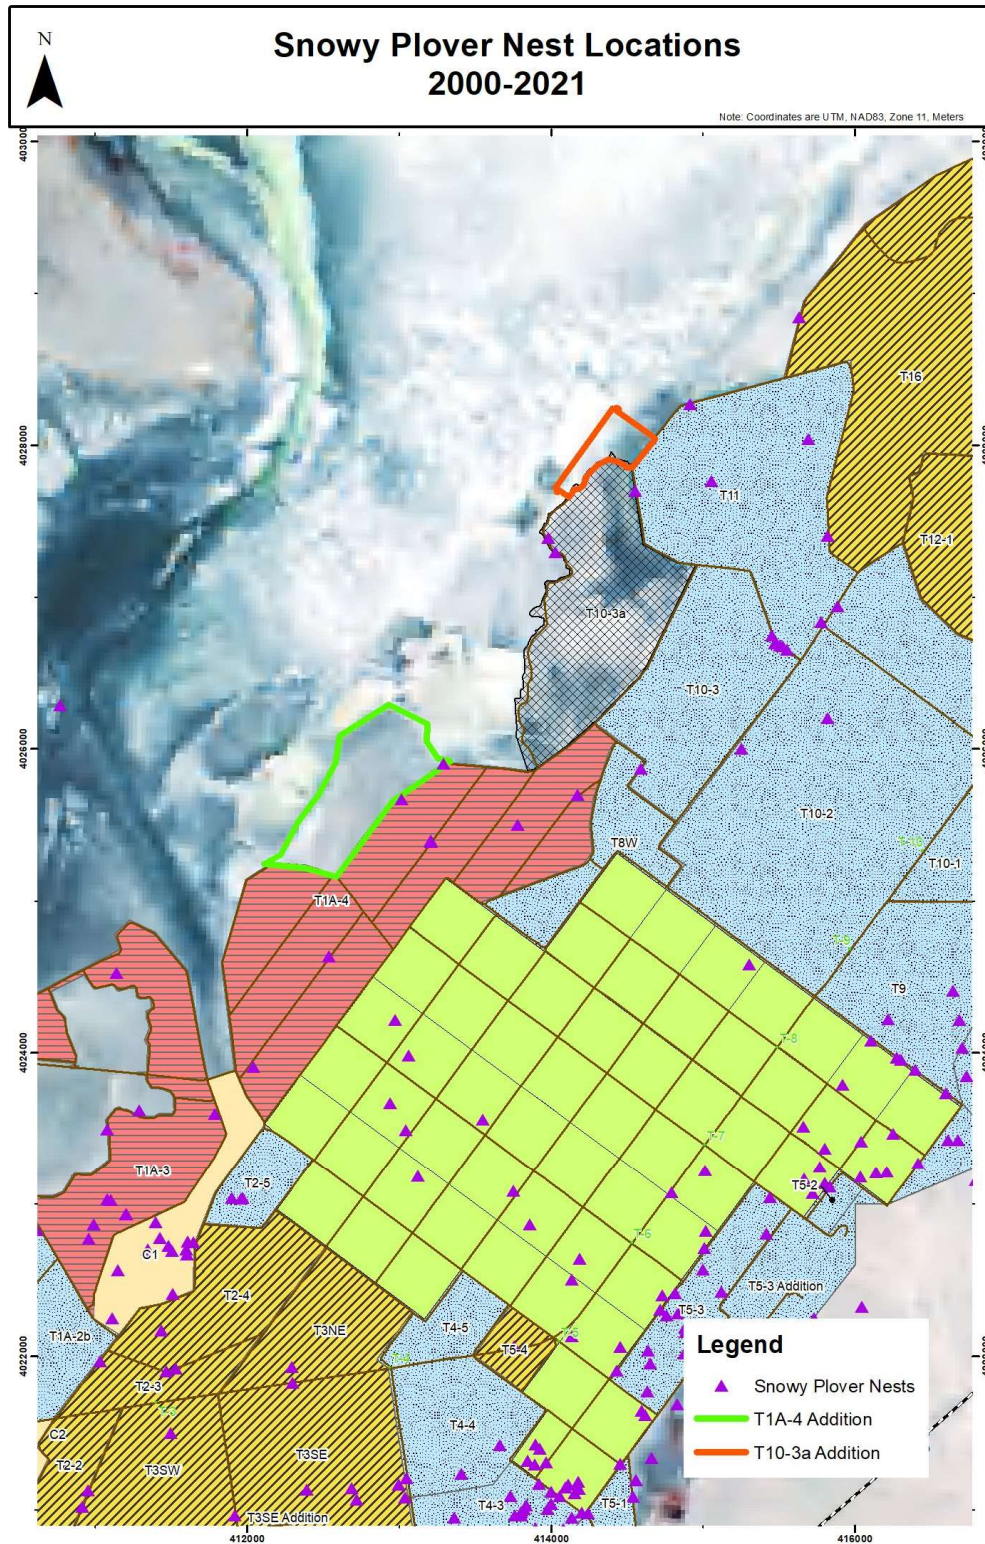 Snowy Plover Nest Locations
2000-2021
N
Note: Coordinates are UTM, NAD83, Zone 11, Meters
4028000
4026000
4024000
T16
T11
T12-1
T10-3a
T10-3
T10-2
T-10
T10-1
T8W
T1A-4
T-9
T9
T-8
T-7
T1A-3
T2-5
T5-2
C1
T-6
T5-3 Addition
T2-4
T5-3
T1A-2b
T3NE
T4-5
T-5
T5-4
T2-3
T4-4
C2
T2-2
T3SW
T3SE
T4-3
T5-1
T3SE Addition
Legend
Snowy Plover Nests
T1A-4 Addition
T10-3a Addition
412000
414000
416000